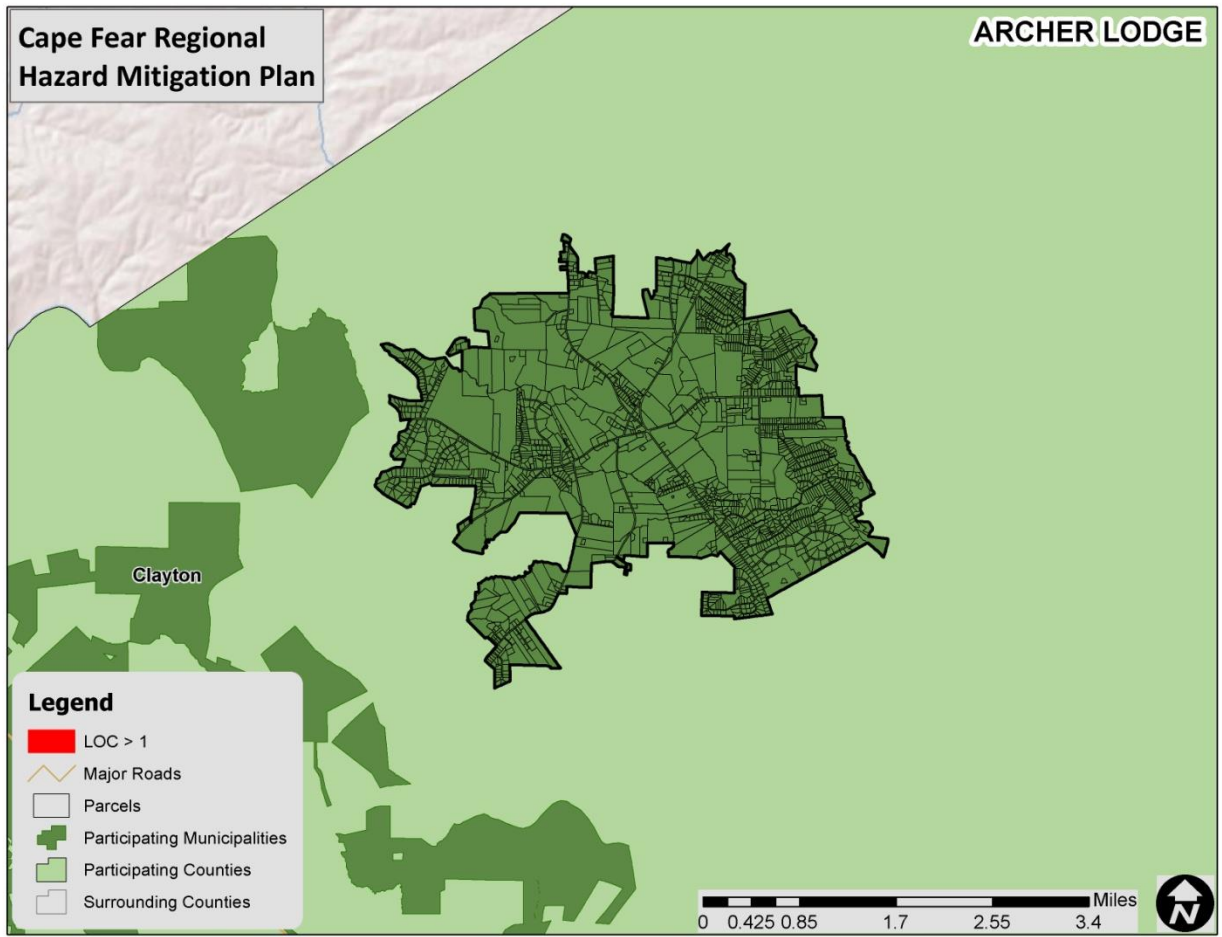 Cape Fear Regional
Hazard Mitigation Plan
ARCHER LODGE
Clayton
Legend
LOC > 1
Major Roads
Parcels
Participating Municipalities
Participating Counties
Surrounding Counties
Miles
0 0.425 0.85 1.7 2.55 3.4
N